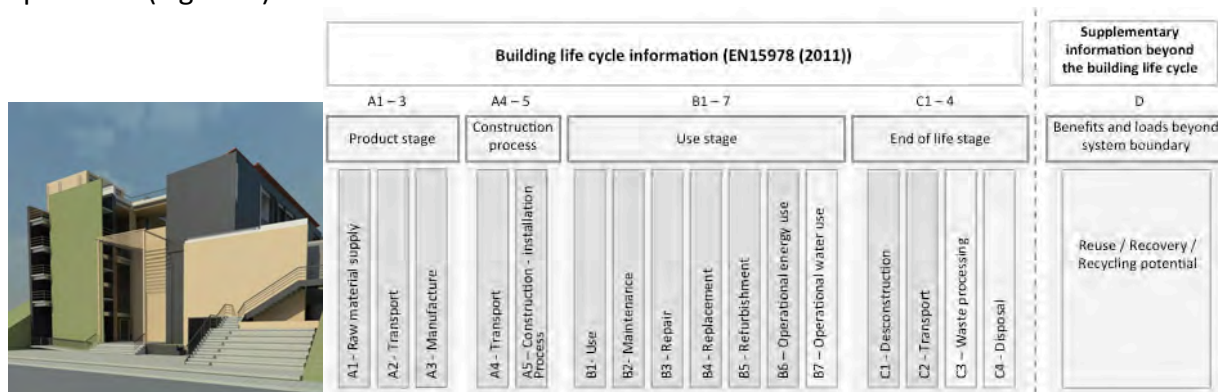 Building life cycle information (EN15978 (2011))
Supplementary
information beyond
the building life cycle
A1 – 3
A4 – 5
B1 – 7
C1 – 4
D
Product stage
Construction
process
Use stage
End of life stage
Benefits and loads beyond
system boundary
A1 – Raw material supply
A2 - Transport
A3 - Manufacture
A4 - Transport
A5 – Construction - installation
Process
B1 - Use
B2- Maintenance
B3 - Repair
B4 - Replacement
B5 - Refurbishment
B6 – Operational energy use
B7 – Operational water use
C1 - Desconstruction
C2 - Transport
C3 – Waste processing
C4 - Disposal
Reuse / Recovery /
Recycling potential